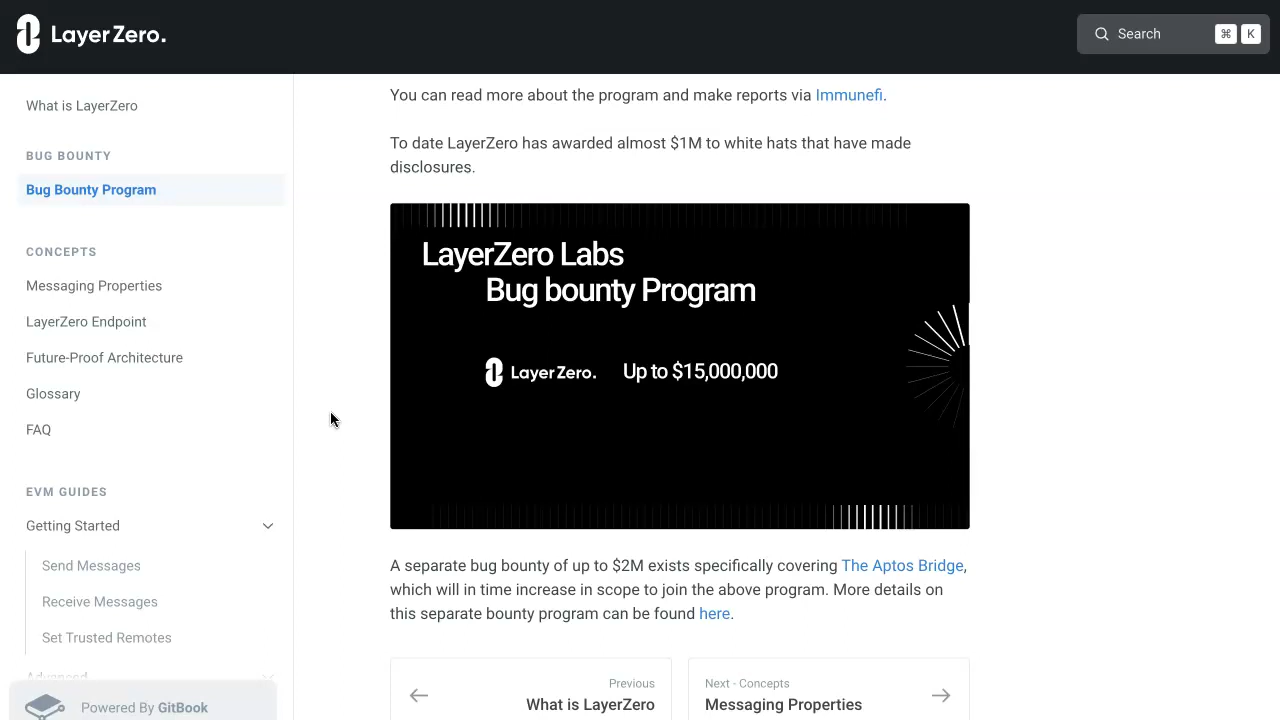 LayerZero.
Search
⌘ K
What is LayerZero
BUG BOUNTY
Bug Bounty Program
CONCEPTS
Messaging Properties
LayerZero Endpoint
Future-Proof Architecture
Glossary
FAQ
EVM GUIDES
Getting Started
Send Messages
Receive Messages
Set Trusted Remotes
Advanced
Powered By GitBook
You can read more about the program and make reports via Immunefi.
To date LayerZero has awarded almost $1M to white hats that have made
disclosures.
LayerZero Labs
Bug bounty Program
LayerZero. Up to $15,000,000
A separate bug bounty of up to $2M exists specifically covering The Aptos Bridge,
which will in time increase in scope to join the above program. More details on
this separate bounty program can be found here.
Previous
What is LayerZero
Next - Concepts
Messaging Properties